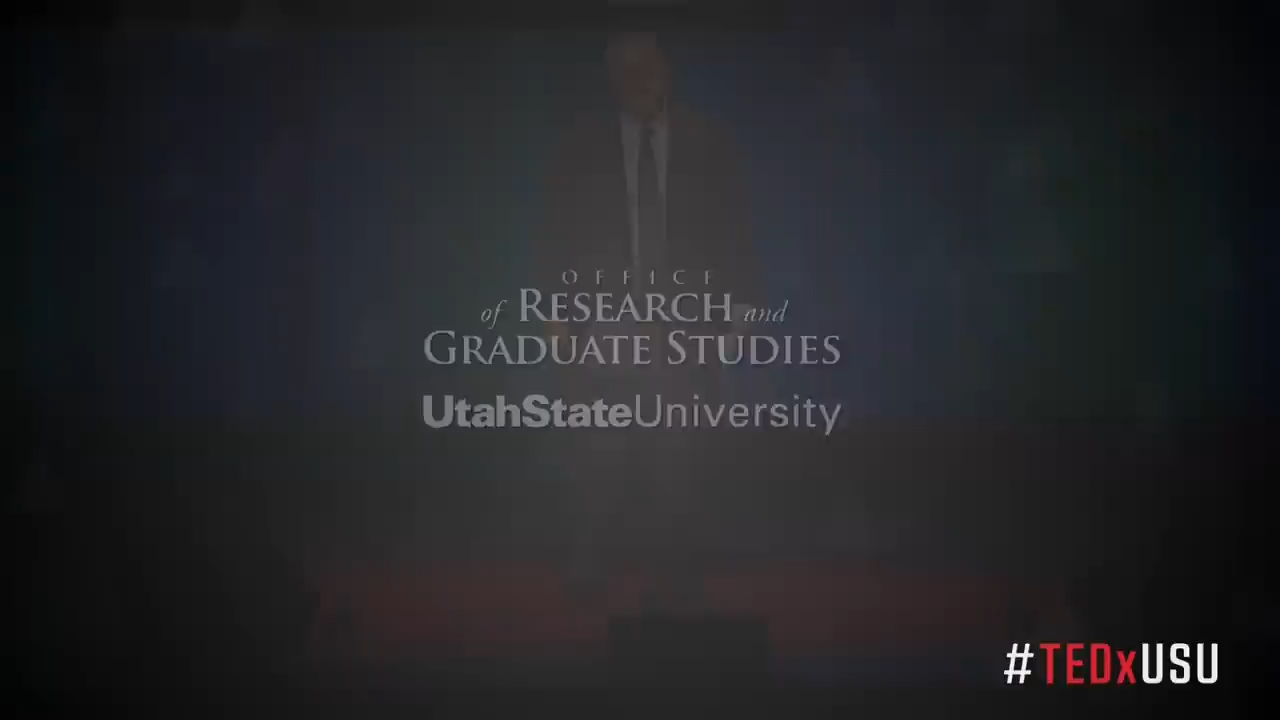 OFFICE
of RESEARCH and
GRADUATE STUDIES
UtahStateUniversity
#TEDxUSU